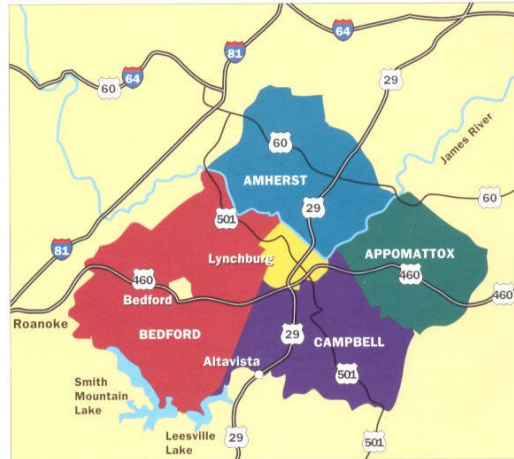 81
64
64
60
29
60
James River
AMHERST
60
501
29
Lynchburg
APPOMATTOX
81
460
460
460
Bedford
Roanoke
BEDFORD
29
CAMPBELL
Altavista
501
Smith
Mountain
Lake
Leesville
Lake
29
501